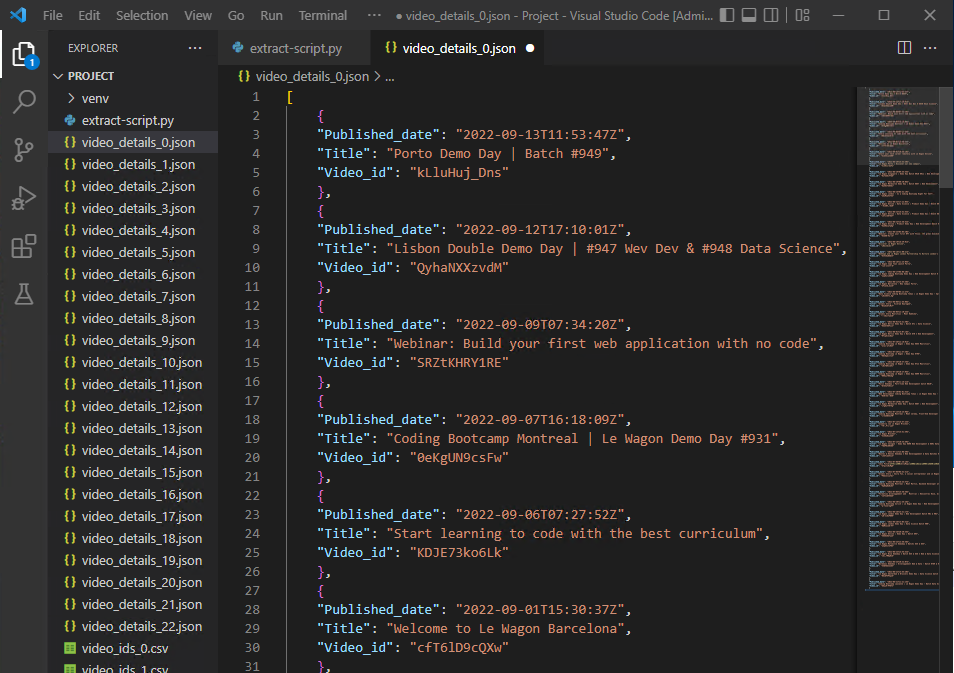 File Edit Selection View Go Run Terminal ··· ● video_details_0.json - Project - Visual Studio Code [Admi...
EXPLORER ···
extract-script.py
{} video_details_0.json ●
···
1
PROJECT
{} video_details_0.json > ...
venv
extract-script.py
{} video_details_0.json
{} video_details_1.json
{} video_details_2.json
{} video_details_3.json
{} video_details_4.json
{} video_details_5.json
{} video_details_6.json
{} video_details_7.json
{} video_details_8.json
{} video_details_9.json
{} video_details_10.json
{} video_details_11.json
{} video_details_12.json
{} video_details_13.json
{} video_details_14.json
{} video_details_15.json
{} video_details_16.json
{} video_details_17.json
{} video_details_18.json
{} video_details_19.json
{} video_details_20.json
{} video_details_21.json
{} video_details_22.json
video_ids_0.csv
video_ids_1.csv
1 [
2 {
3 "Published_date": "2022-09-13T11:53:47Z",
4 "Title": "Porto Demo Day | Batch #949",
5 "Video_id": "kLluHuj_Dns"
6 },
7 {
8 "Published_date": "2022-09-12T17:10:01Z",
9 "Title": "Lisbon Double Demo Day | #947 Wev Dev & #948 Data Science",
10 "Video_id": "QyhaNXXzvdM"
11 },
12 {
13 "Published_date": "2022-09-09T07:34:20Z",
14 "Title": "Webinar: Build your first web application with no code",
15 "Video_id": "SRZtKHRY1RE"
16 },
17 {
18 "Published_date": "2022-09-07T16:18:09Z",
19 "Title": "Coding Bootcamp Montreal | Le Wagon Demo Day #931",
20 "Video_id": "0eKgUN9csFw"
21 },
22 {
23 "Published_date": "2022-09-06T07:27:52Z",
24 "Title": "Start learning to code with the best curriculum",
25 "Video_id": "KDJE73ko6Lk"
26 },
27 {
28 "Published_date": "2022-09-01T15:30:37Z",
29 "Title": "Welcome to Le Wagon Barcelona",
30 "Video_id": "cfT6lD9cQXw"
31 },